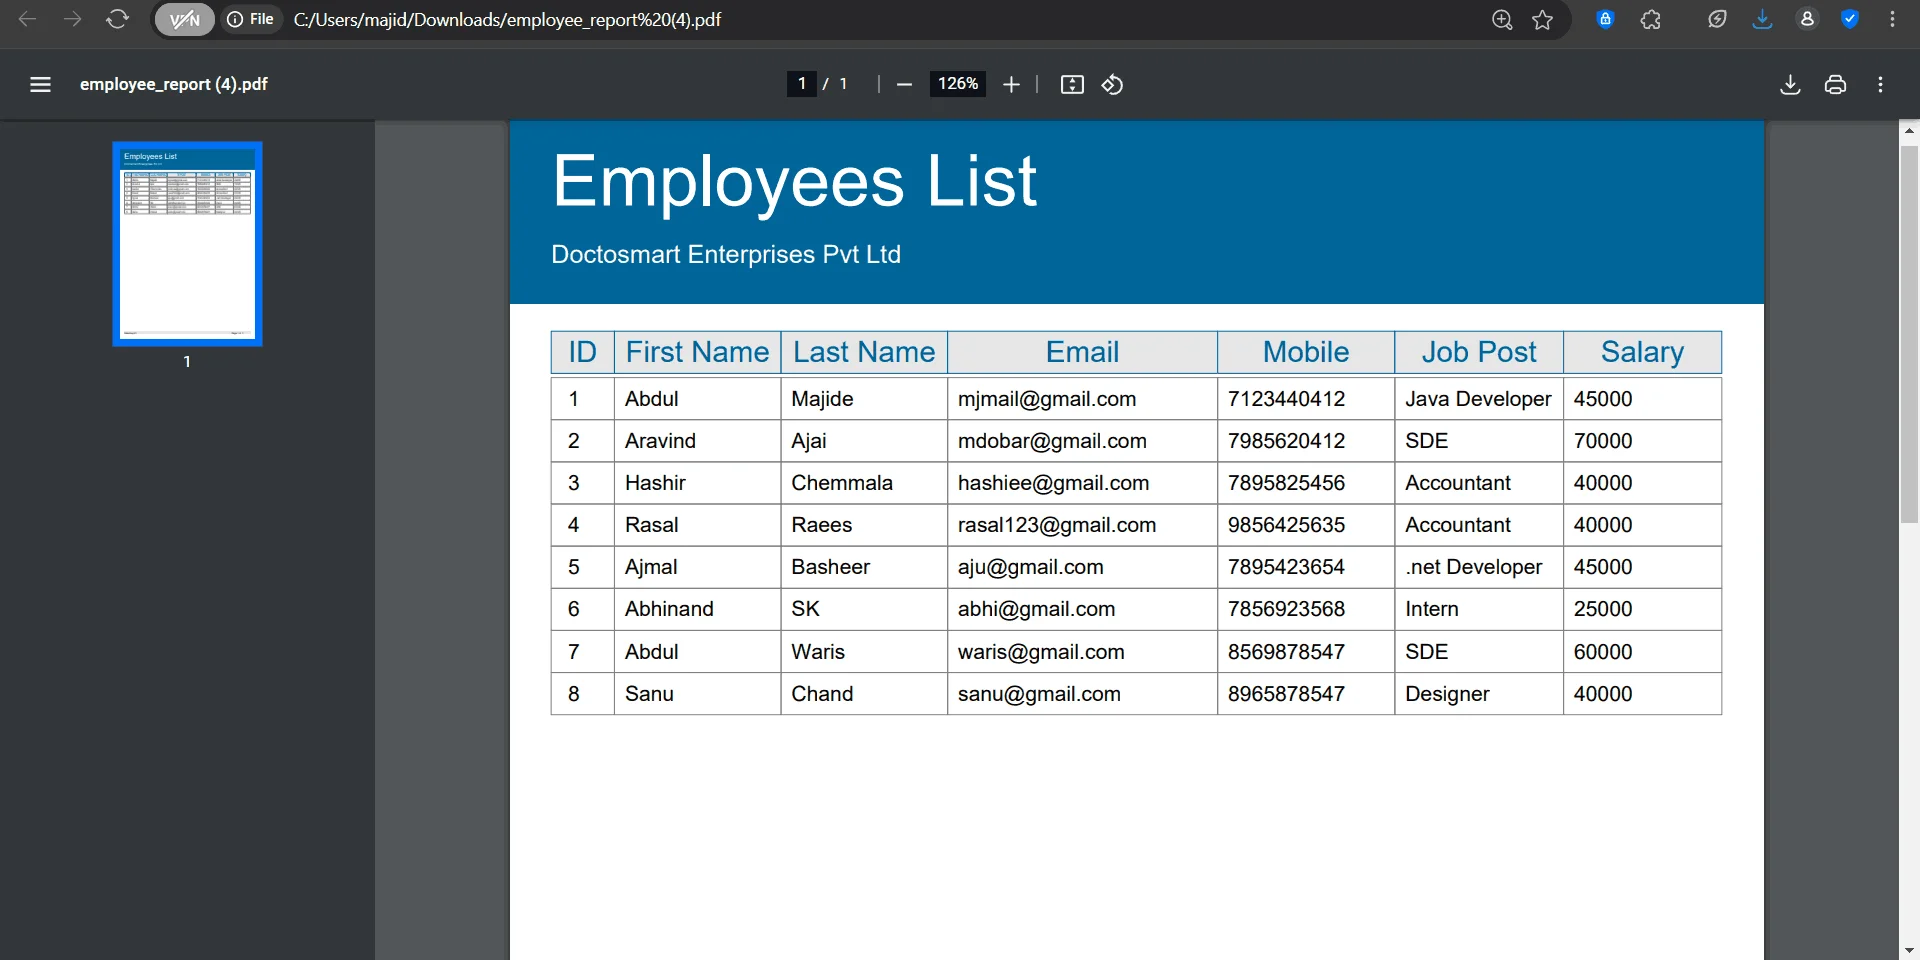 VPN File C:/Users/majid/Downloads/employee_report%20(4).pdf
employee_report (4).pdf 1 / 1 126%
Employees List
1
Employees List
Doctosmart Enterprises Pvt Ltd
ID First Name Last Name Email Mobile Job Post Salary
1 Abdul Majide mjmail@gmail.com 7123440412 Java Developer 45000
2 Aravind Ajai mdobar@gmail.com 7985620412 SDE 70000
3 Hashir Chemmala hashiee@gmail.com 7895825456 Accountant 40000
4 Rasal Raees rasal123@gmail.com 9856425635 Accountant 40000
5 Ajmal Basheer aju@gmail.com 7895423654 .net Developer 45000
6 Abhinand SK abhi@gmail.com 7856923568 Intern 25000
7 Abdul Waris waris@gmail.com 8569878547 SDE 60000
8 Sanu Chand sanu@gmail.com 8965878547 Designer 40000